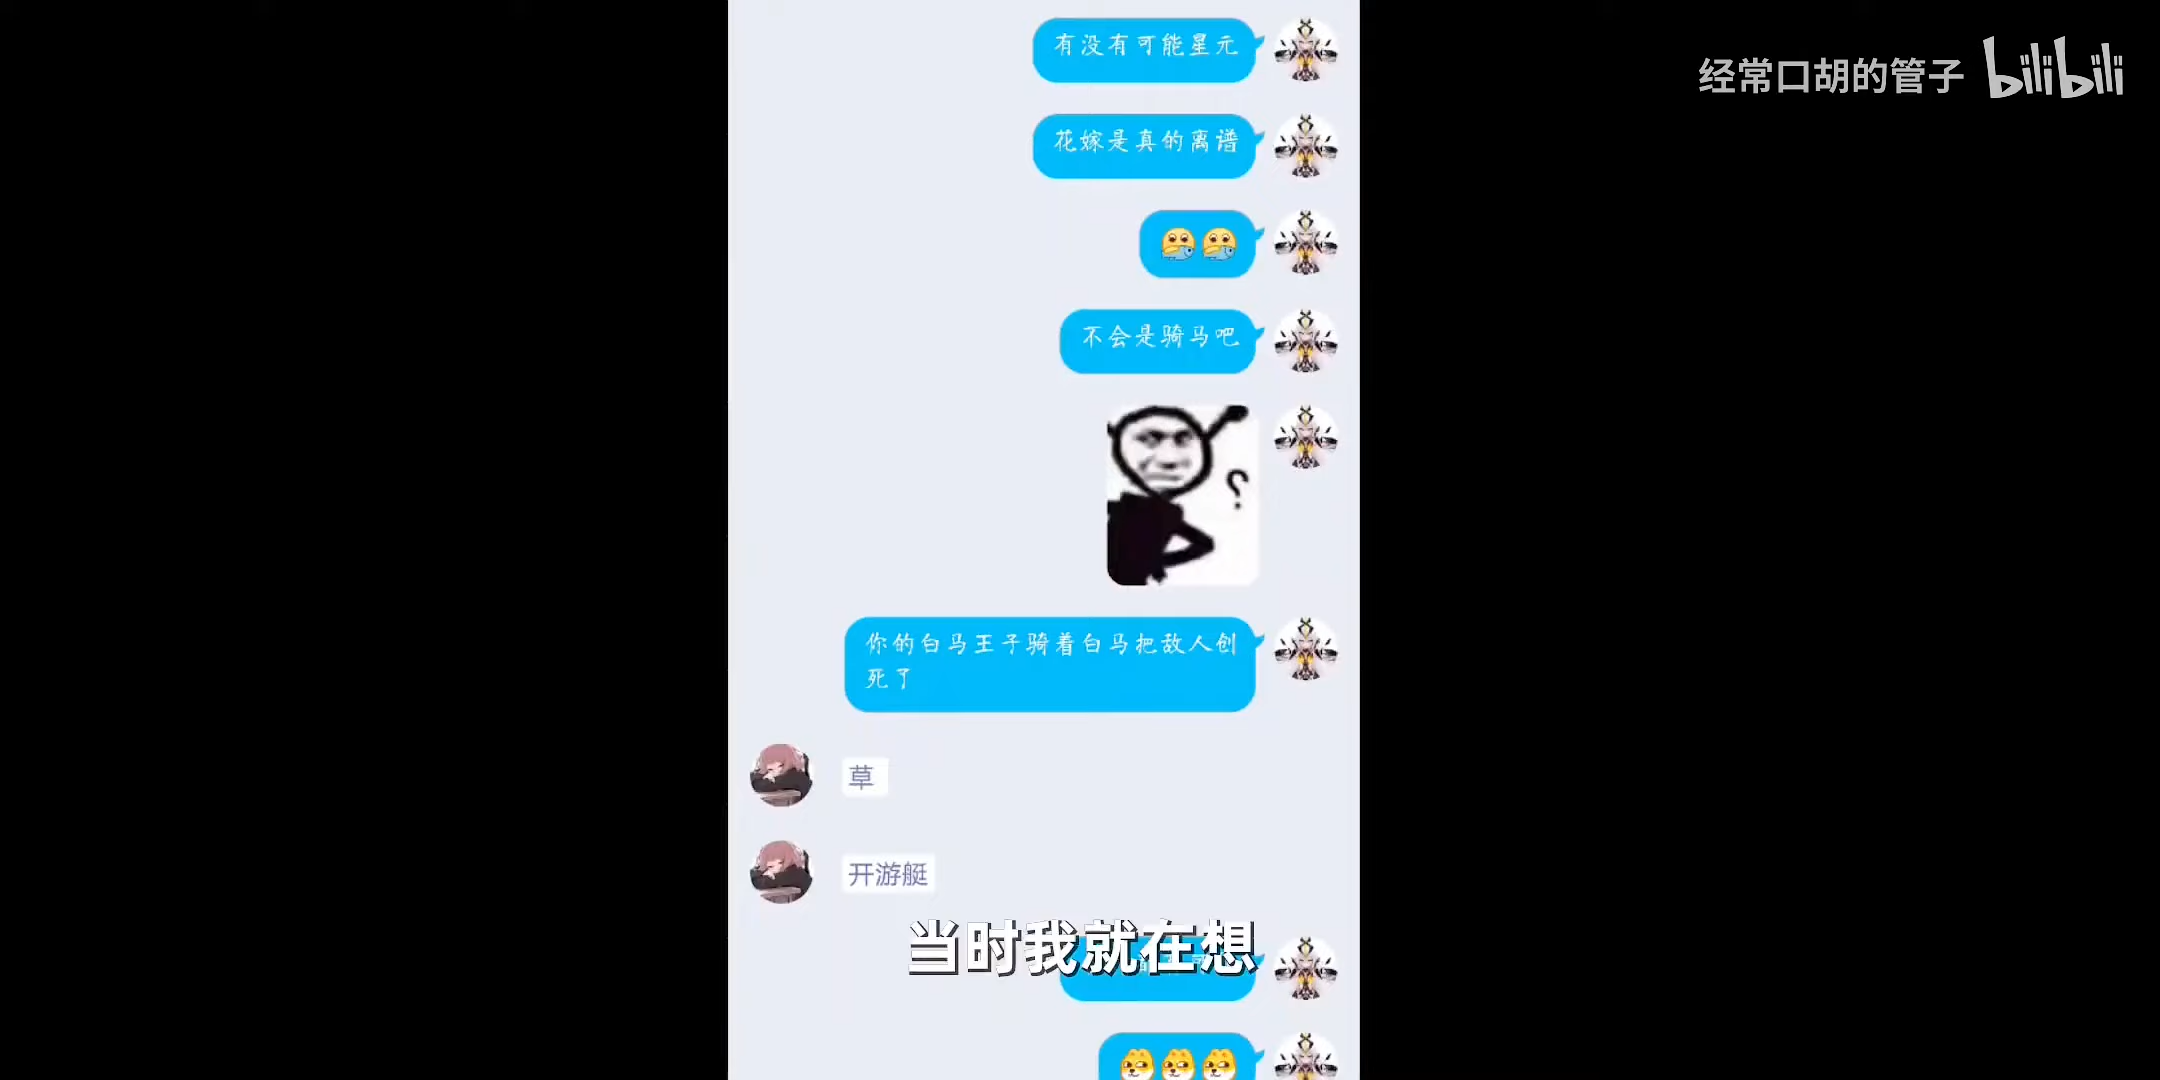 有没有可能星元
经常口胡的管子 bilibili
花嫁是真的离谱
不会是骑马吧
?
你的白马王子骑着白马把敌人创
死了
草
开游艇
当时我就在想